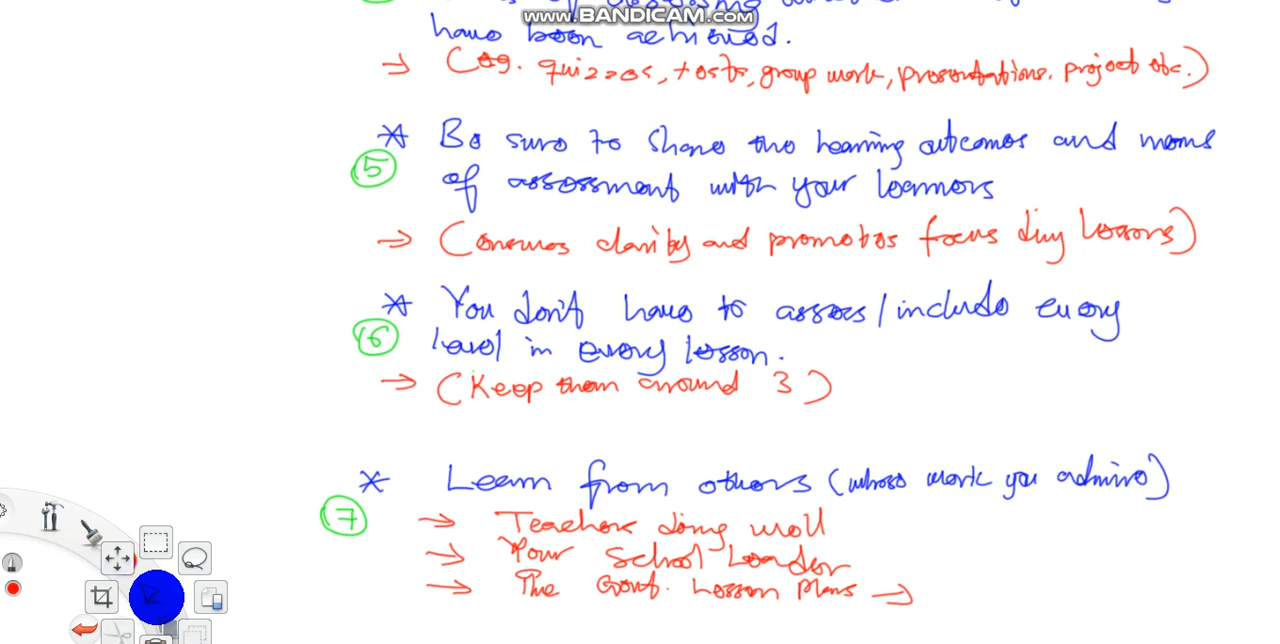 www.BANDICAM.com
of assessing
have been achieved.
→ (eg. quizzes, tests, group work, presentations, project etc.)
* Be sure to share the learning outcomes and means
⑤ of assessment with your learners
→ (Ensures clarity and promotes focus during lessons)
* You don't have to assess/include every
⑥ level in every lesson.
→ (Keep them around 3)
* Learn from others (whose work you admire)
⑦ → Teachers doing well
→ Your School Leader
→ The Govt. Lesson Plans →